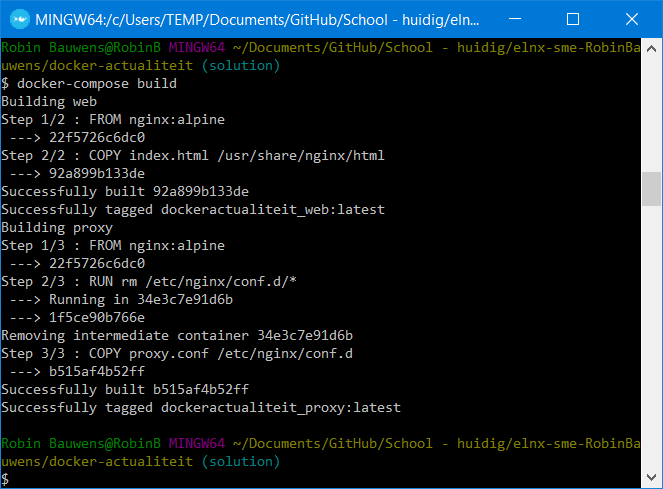 MINGW64:/c/Users/TEMP/Documents/GitHub/School - huidig/eln...
Robin Bauwens@RobinB MINGW64 ~/Documents/GitHub/School - huidig/elnx-sme-RobinBa
uwens/docker-actualiteit (solution)
$ docker-compose build
Building web
Step 1/2 : FROM nginx:alpine
 ---> 22f5726c6dc0
Step 2/2 : COPY index.html /usr/share/nginx/html
 ---> 92a899b133de
Successfully built 92a899b133de
Successfully tagged dockeractualiteit_web:latest
Building proxy
Step 1/3 : FROM nginx:alpine
 ---> 22f5726c6dc0
Step 2/3 : RUN rm /etc/nginx/conf.d/*
 ---> Running in 34e3c7e91d6b
 ---> 1f5ce90b766e
Removing intermediate container 34e3c7e91d6b
Step 3/3 : COPY proxy.conf /etc/nginx/conf.d
 ---> b515af4b52ff
Successfully built b515af4b52ff
Successfully tagged dockeractualiteit_proxy:latest
Robin Bauwens@RobinB MINGW64 ~/Documents/GitHub/School - huidig/elnx-sme-RobinBa
uwens/docker-actualiteit (solution)
$